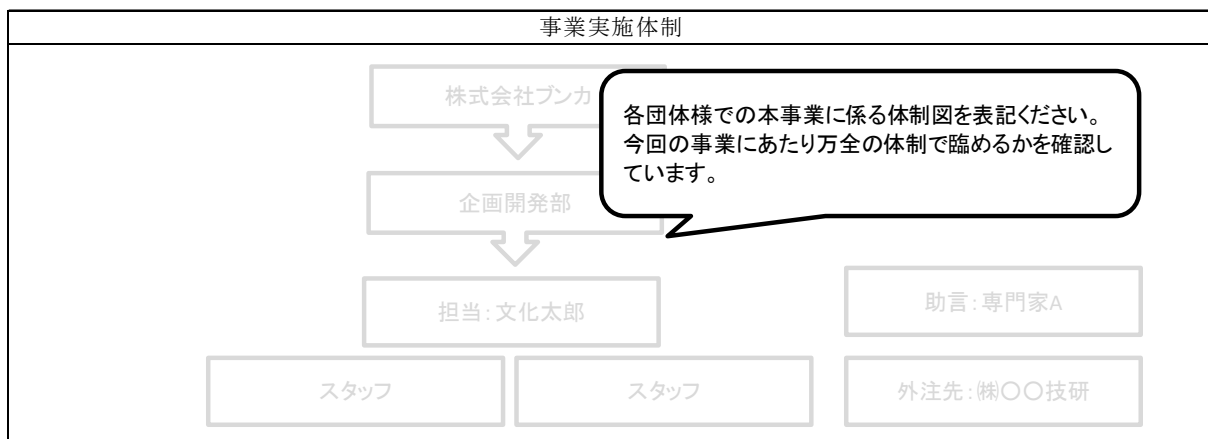 事業実施体制
株式会社ブンカ
各団体様での本事業に係る体制図を表記ください。
今回の事業にあたり万全の体制で臨めるかを確認し
ています。
企画開発部
担当:文化太郎
助言:専門家A
スタッフ
スタッフ
外注先:㈱〇〇技研